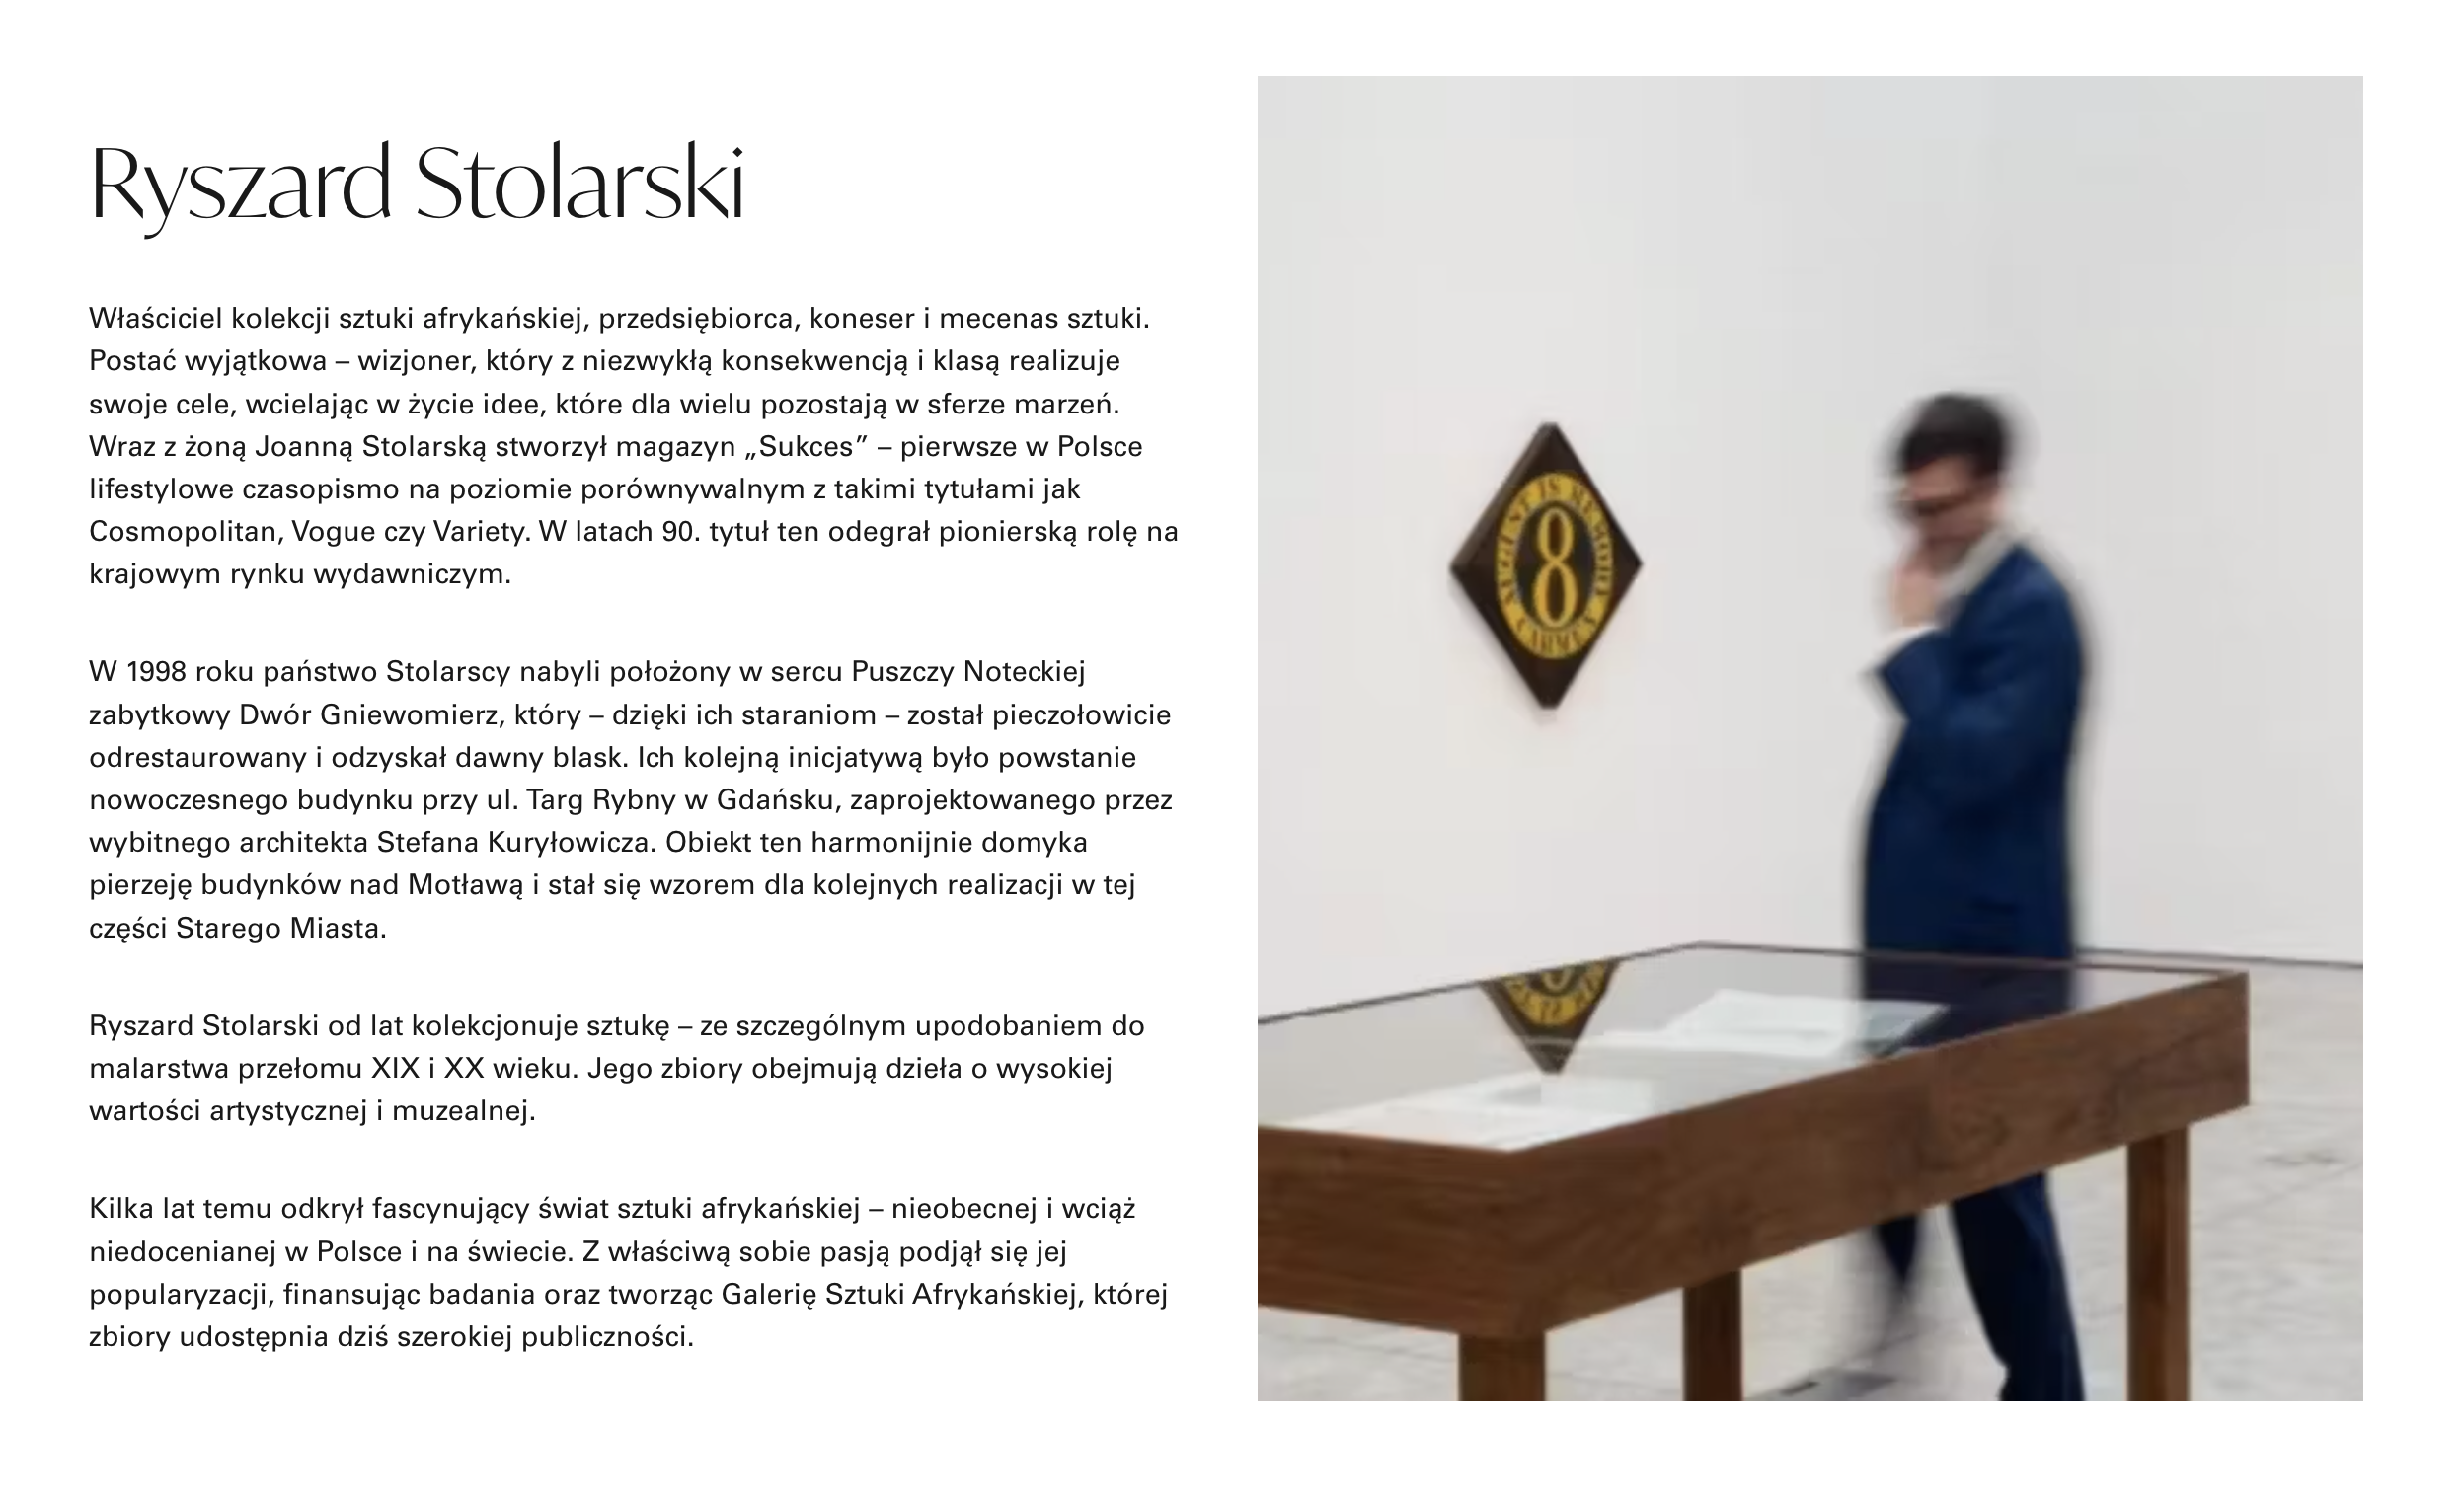 Ryszard Stolarski
Właściciel kolekcji sztuki afrykańskiej, przedsiębiorca, koneser i mecenas sztuki.
Postać wyjątkowa – wizjoner, który z niezwykłą konsekwencją i klasą realizuje
swoje cele, wcielając w życie idee, które dla wielu pozostają w sferze marzeń.
Wraz z żoną Joanną Stolarską stworzył magazyn „Sukces” – pierwsze w Polsce
lifestylowe czasopismo na poziomie porównywalnym z takimi tytułami jak
Cosmopolitan, Vogue czy Variety. W latach 90. tytuł ten odegrał pionierską rolę na
krajowym rynku wydawniczym.
W 1998 roku państwo Stolarscy nabyli położony w sercu Puszczy Noteckiej
zabytkowy Dwór Gniewomierz, który – dzięki ich staraniom – został pieczołowicie
odrestaurowany i odzyskał dawny blask. Ich kolejną inicjatywą było powstanie
nowoczesnego budynku przy ul. Targ Rybny w Gdańsku, zaprojektowanego przez
wybitnego architekta Stefana Kuryłowicza. Obiekt ten harmonijnie domyka
pierzeję budynków nad Motławą i stał się wzorem dla kolejnych realizacji w tej
części Starego Miasta.
Ryszard Stolarski od lat kolekcjonuje sztukę – ze szczególnym upodobaniem do
malarstwa przełomu XIX i XX wieku. Jego zbiory obejmują dzieła o wysokiej
wartości artystycznej i muzealnej.
Kilka lat temu odkrył fascynujący świat sztuki afrykańskiej – nieobecnej i wciąż
niedocenianej w Polsce i na świecie. Z właściwą sobie pasją podjął się jej
popularyzacji, finansując badania oraz tworząc Galerię Sztuki Afrykańskiej, której
zbiory udostępnia dziś szerokiej publiczności.
8